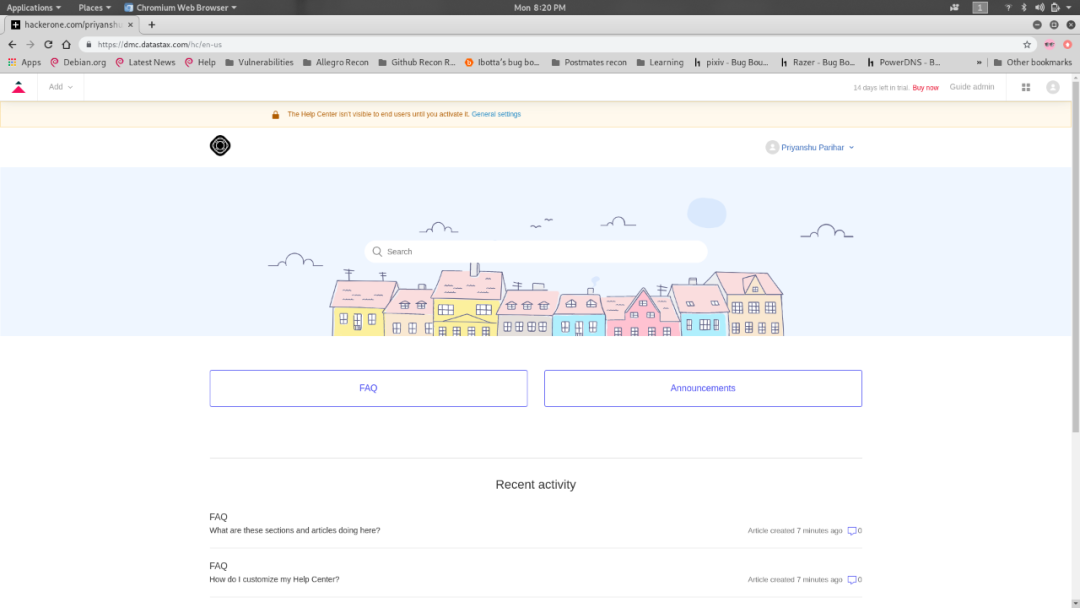 Applications Places Chromium Web Browser Mon 8:20 PM 1 ?
hackerone.com/priyansh
https://dmc.datastax.com/hc/en-us
Apps Debian.org Latest News Help Vulnerabilities Allegro Recon Github Recon R... Ibotta's bug bo... Postmates recon Learning pixiv - Bug Bou... Razer - Bug Bo... PowerDNS - B... » Other bookmarks
Add 14 days left in trial. Buy now Guide admin
The Help Center isn't visible to end users until you activate it. General settings
Priyanshu Parihar
Search
FAQ Announcements
Recent activity
FAQ
What are these sections and articles doing here? Article created 7 minutes ago 0
FAQ
How do I customize my Help Center? Article created 7 minutes ago 0